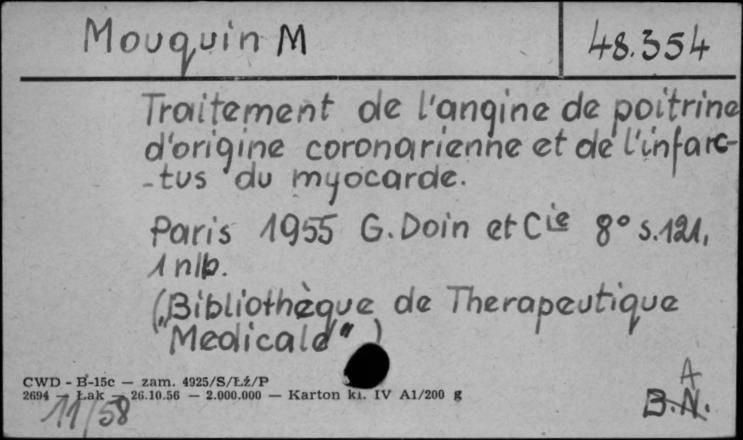 Mouquin M
48.354
Traitement de l'angine de poitrine
d'origine coronarienne et de l'infarc-
-tus du myocarde.
Paris 1955 G. Doin et Cie 8° s.121,
1 nlb.
(„Bibliothèque de Therapeutique
"Medicale")
CWD - B-15c — zam. 4925/S/Łź/P
2694 — Łak — 26.10.56 — 2.000.000 — Karton kl. IV A1/200 g
11/58
A
B.N.